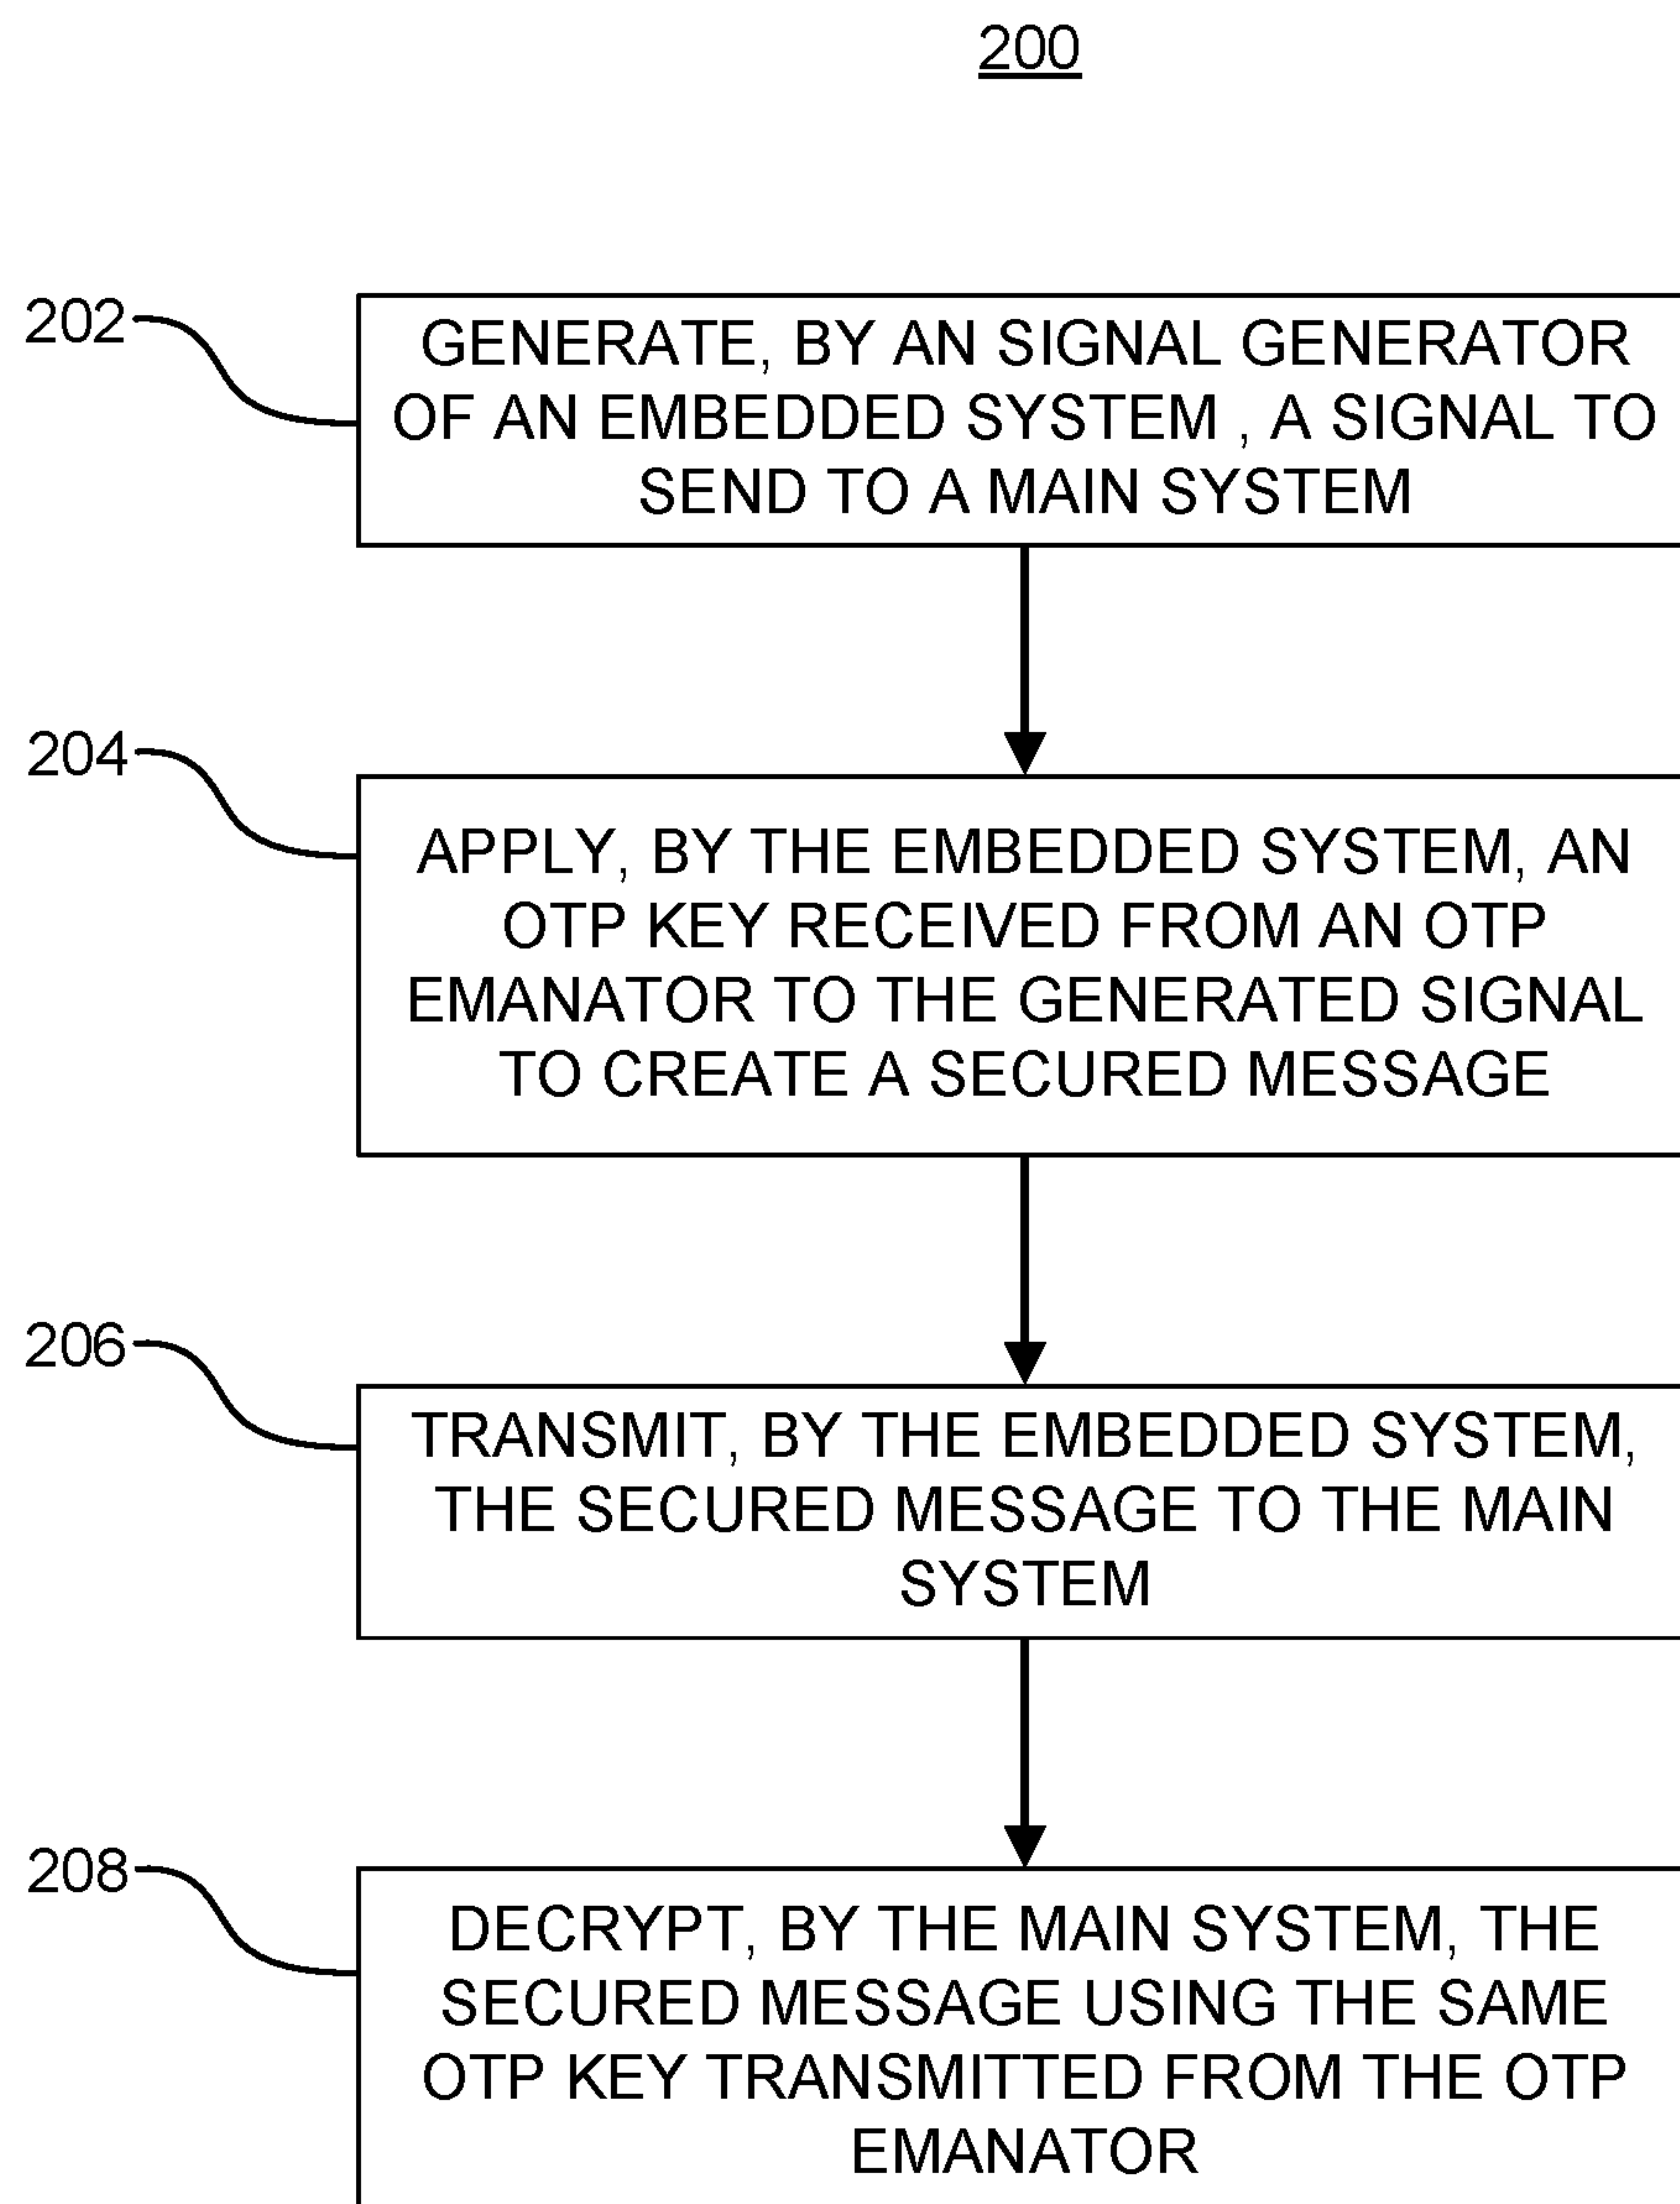 200
202
GENERATE, BY AN SIGNAL GENERATOR
OF AN EMBEDDED SYSTEM , A SIGNAL TO
SEND TO A MAIN SYSTEM
204
APPLY, BY THE EMBEDDED SYSTEM, AN
OTP KEY RECEIVED FROM AN OTP
EMANATOR TO THE GENERATED SIGNAL
TO CREATE A SECURED MESSAGE
206
TRANSMIT, BY THE EMBEDDED SYSTEM,
THE SECURED MESSAGE TO THE MAIN
SYSTEM
208
DECRYPT, BY THE MAIN SYSTEM, THE
SECURED MESSAGE USING THE SAME
OTP KEY TRANSMITTED FROM THE OTP
EMANATOR